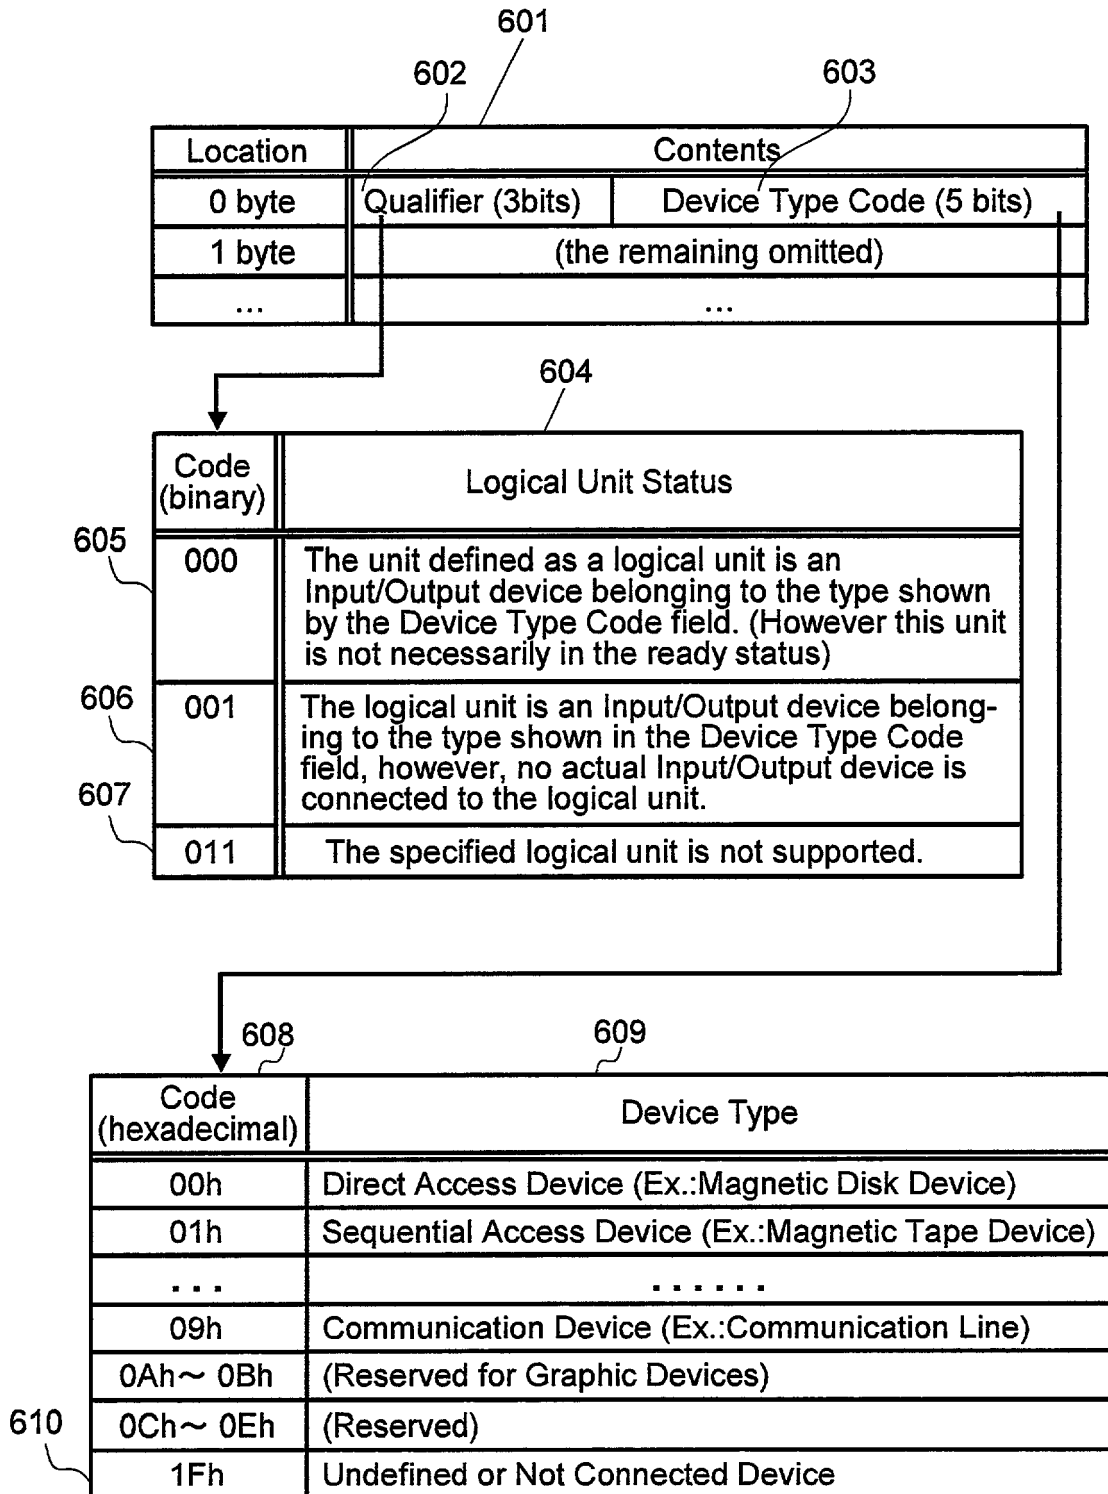 601
602
603
Location Contents
0 byte Qualifier (3bits) Device Type Code (5 bits)
1 byte (the remaining omitted)
... ...
604
Code
(binary)
Logical Unit Status
605
000
The unit defined as a logical unit is an
Input/Output device belonging to the type shown
by the Device Type Code field. (However this unit
is not necessarily in the ready status)
606
001
The logical unit is an Input/Output device belong-
ing to the type shown in the Device Type Code
field, however, no actual Input/Output device is
connected to the logical unit.
607
011 The specified logical unit is not supported.
608
609
Code
(hexadecimal)
Device Type
00h Direct Access Device (Ex.:Magnetic Disk Device)
01h Sequential Access Device (Ex.:Magnetic Tape Device)
... ......
09h Communication Device (Ex.:Communication Line)
0Ah～ 0Bh (Reserved for Graphic Devices)
0Ch～ 0Eh (Reserved)
610
1Fh Undefined or Not Connected Device